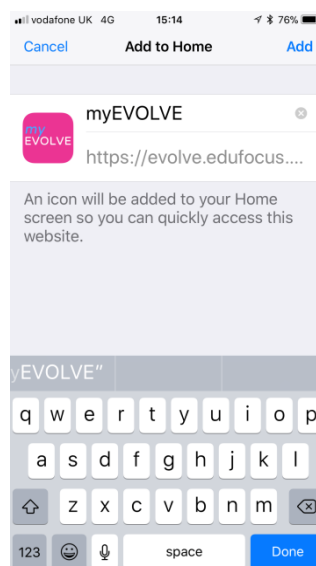 vodafone UK 4G 15:14 76%
Cancel Add to Home Add
my
EVOLVE
myEVOLVE
https://evolve.edufocus....
An icon will be added to your Home
screen so you can quickly access this
website.
yEVOLVE"
q w e r t y u i o p
a s d f g h j k l
z x c v b n m
123 space Done